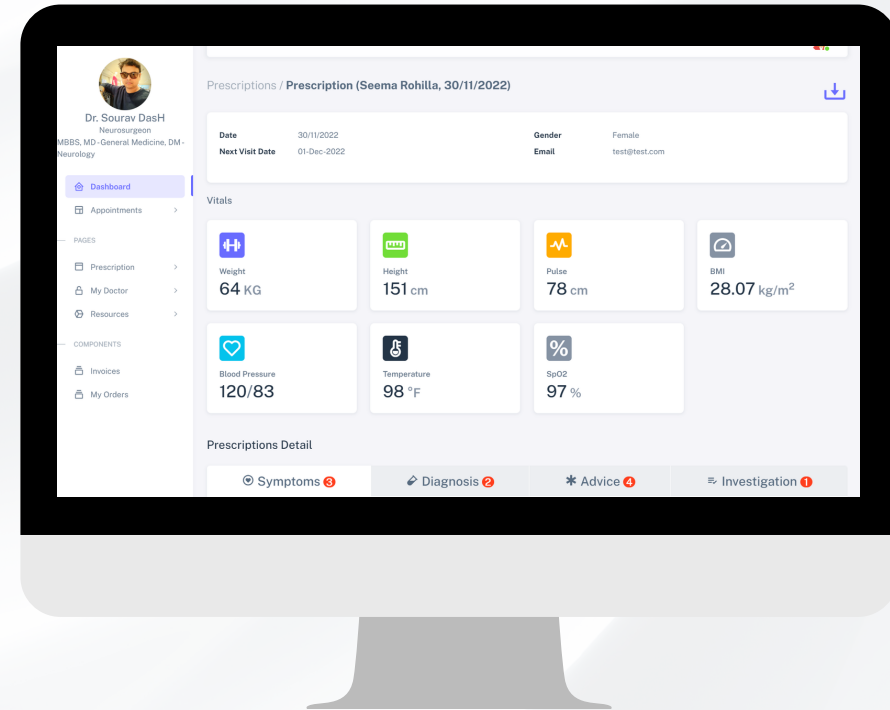 Dr. Sourav DasH
Neurosurgeon
MBBS, MD - General Medicine, DM -
Neurology
Dashboard
Appointments
PAGES
Prescription
My Doctor
Resources
COMPONENTS
Invoices
My Orders
Prescriptions / Prescription (Seema Rohilla, 30/11/2022)
Date 30/11/2022 Gender Female
Next Visit Date 01-Dec-2022 Email test@test.com
Vitals
Weight
64 KG
Height
151 cm
Pulse
78 cm
BMI
28.07 kg/m²
Blood Pressure
120/83
Temperature
98 °F
%
SpO2
97 %
Prescriptions Detail
Symptoms 3 Diagnosis 2 Advice 4 Investigation 1